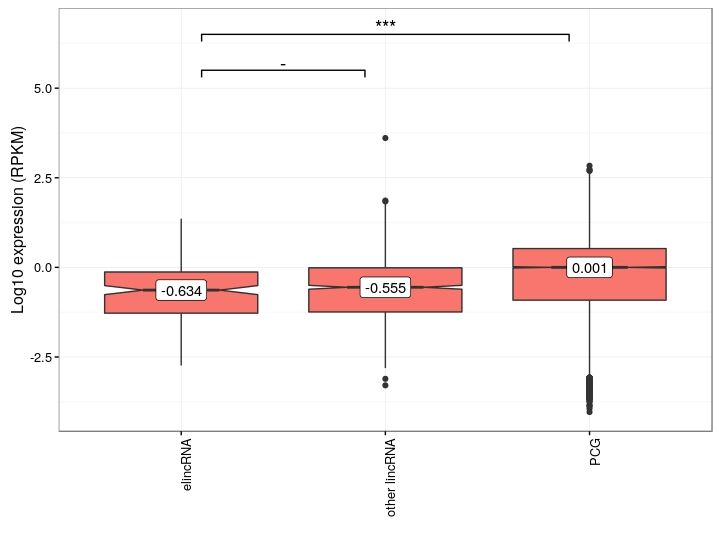 ***
-
Log10 expression (RPKM)
5.0
2.5
0.0
-2.5
-0.634
-0.555
0.001
elincRNA
other lincRNA
PCG